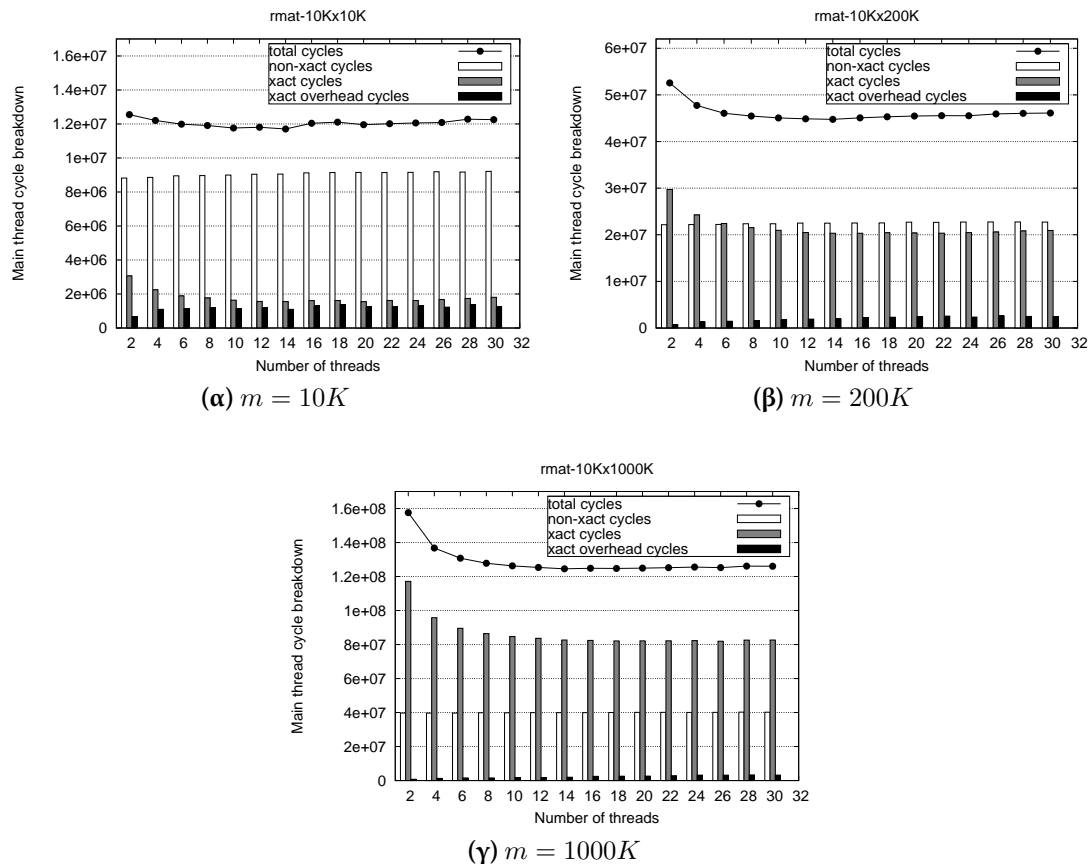 rmat-10Kx10K
1.6e+07
1.4e+07
1.2e+07
1e+07
8e+06
6e+06
4e+06
2e+06
0
Main thread cycle breakdown
total cycles
non-xact cycles
xact cycles
xact overhead cycles
2 4 6 8 10 12 14 16 18 20 22 24 26 28 30 32
Number of threads
(α) m = 10K
rmat-10Kx200K
6e+07
5e+07
4e+07
3e+07
2e+07
1e+07
0
Main thread cycle breakdown
total cycles
non-xact cycles
xact cycles
xact overhead cycles
2 4 6 8 10 12 14 16 18 20 22 24 26 28 30 32
Number of threads
(β) m = 200K
rmat-10Kx1000K
1.6e+08
1.4e+08
1.2e+08
1e+08
8e+07
6e+07
4e+07
2e+07
0
Main thread cycle breakdown
total cycles
non-xact cycles
xact cycles
xact overhead cycles
2 4 6 8 10 12 14 16 18 20 22 24 26 28 30 32
Number of threads
(γ) m = 1000K